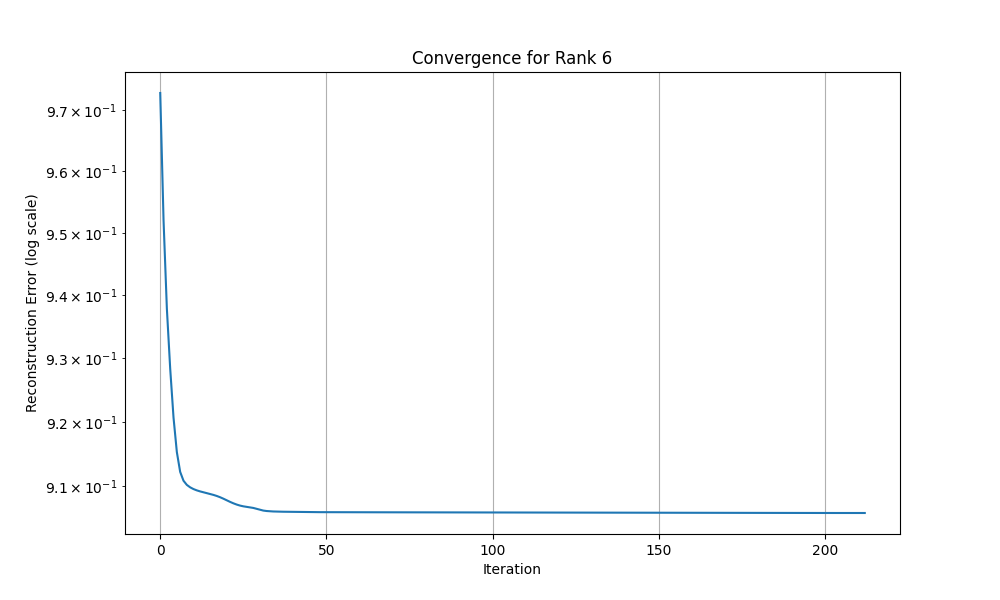 Convergence for Rank 6
Reconstruction Error (log scale)
9.7 × 10⁻¹
9.6 × 10⁻¹
9.5 × 10⁻¹
9.4 × 10⁻¹
9.3 × 10⁻¹
9.2 × 10⁻¹
9.1 × 10⁻¹
0 50 100 150 200
Iteration